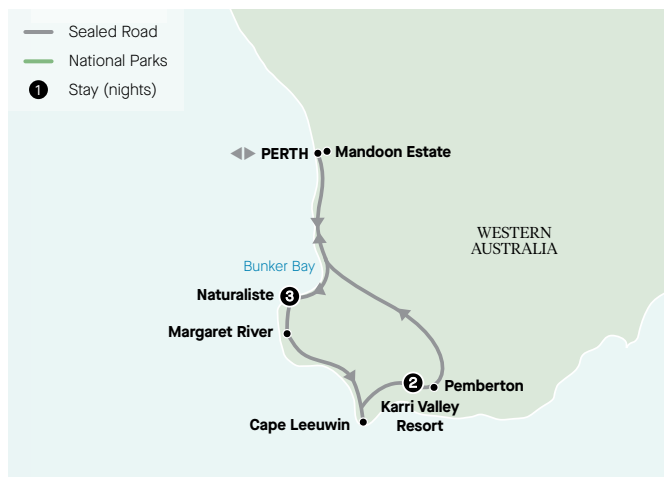 Sealed Road
National Parks
1 Stay (nights)
PERTH
Mandoon Estate
WESTERN
AUSTRALIA
Bunker Bay
Naturaliste 3
Margaret River
2
Pemberton
Karri Valley
Resort
Cape Leeuwin